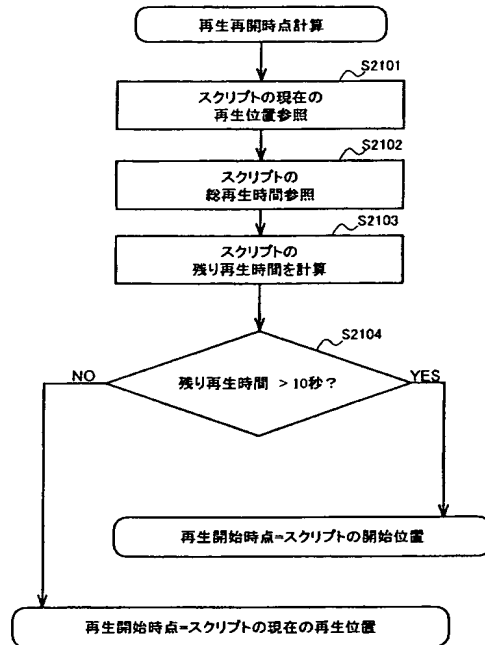 再生再開時点計算
S2101
スクリプトの現在の
再生位置参照
S2102
スクリプトの
総再生時間参照
S2103
スクリプトの
残り再生時間を計算
S2104
残り再生時間 > 10秒?
NO
YES
再生開始時点=スクリプトの開始位置
再生開始時点=スクリプトの現在の再生位置